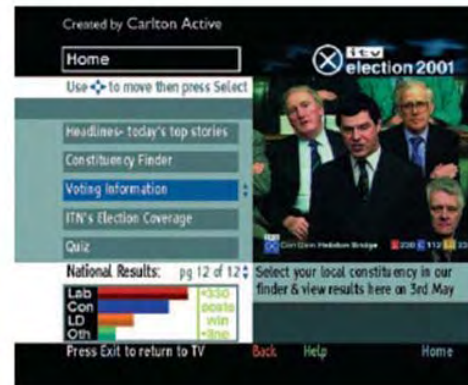 Created by Carlton Active
Home
Use to move then press Select
Headlines- today's top stories
Constituency Finder
Voting Information
ITN's Election Coverage
Quiz
National Results: pg 12 of 12
Lab
Con
LD
Oth
win
Press Exit to return to TV
itv
election 2001
Select your local constituency in our
finder & view results here on 3rd May
Back Help Home